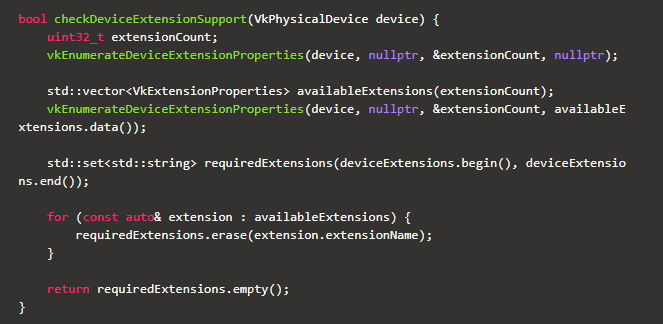 bool checkDeviceExtensionSupport(VkPhysicalDevice device) {
    uint32_t extensionCount;
    vkEnumerateDeviceExtensionProperties(device, nullptr, &extensionCount, nullptr);

    std::vector<VkExtensionProperties> availableExtensions(extensionCount);
    vkEnumerateDeviceExtensionProperties(device, nullptr, &extensionCount, availableE
xtensions.data());

    std::set<std::string> requiredExtensions(deviceExtensions.begin(), deviceExtensio
ns.end());

    for (const auto& extension : availableExtensions) {
        requiredExtensions.erase(extension.extensionName);
    }

    return requiredExtensions.empty();
}